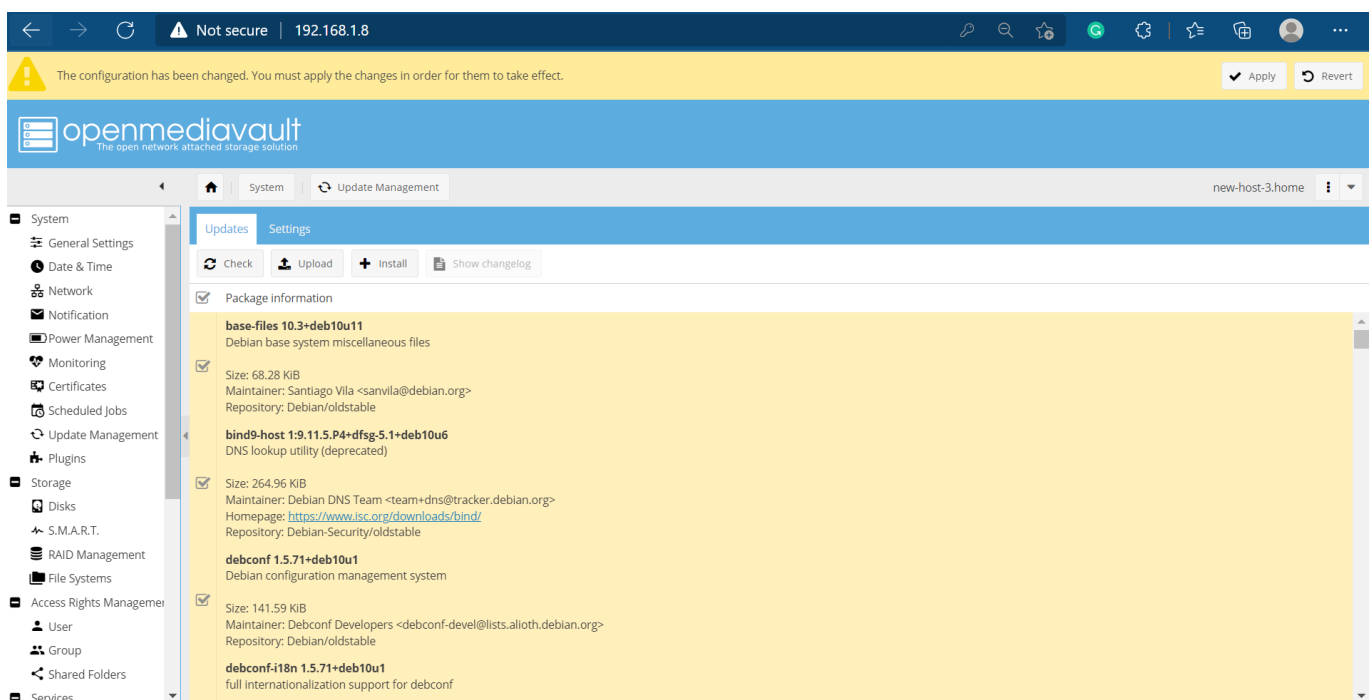 Not secure | 192.168.1.8
The configuration has been changed. You must apply the changes in order for them to take effect.
Apply
Revert
openmediavault
The open network attached storage solution
System
Update Management
new-host-3.home
System
General Settings
Date & Time
Network
Notification
Power Management
Monitoring
Certificates
Scheduled Jobs
Update Management
Plugins
Storage
Disks
S.M.A.R.T.
RAID Management
File Systems
Access Rights Managemen
User
Group
Shared Folders
Services
Updates
Settings
Check
Upload
Install
Show changelog
Package information
base-files 10.3+deb10u11
Debian base system miscellaneous files
Size: 68.28 KiB
Maintainer: Santiago Vila <sanvila@debian.org>
Repository: Debian/oldstable
bind9-host 1:9.11.5.P4+dfsg-5.1+deb10u6
DNS lookup utility (deprecated)
Size: 264.96 KiB
Maintainer: Debian DNS Team <team+dns@tracker.debian.org>
Homepage: https://www.isc.org/downloads/bind/
Repository: Debian-Security/oldstable
debconf 1.5.71+deb10u1
Debian configuration management system
Size: 141.59 KiB
Maintainer: Debconf Developers <debconf-devel@lists.alioth.debian.org>
Repository: Debian/oldstable
debconf-i18n 1.5.71+deb10u1
full internationalization support for debconf